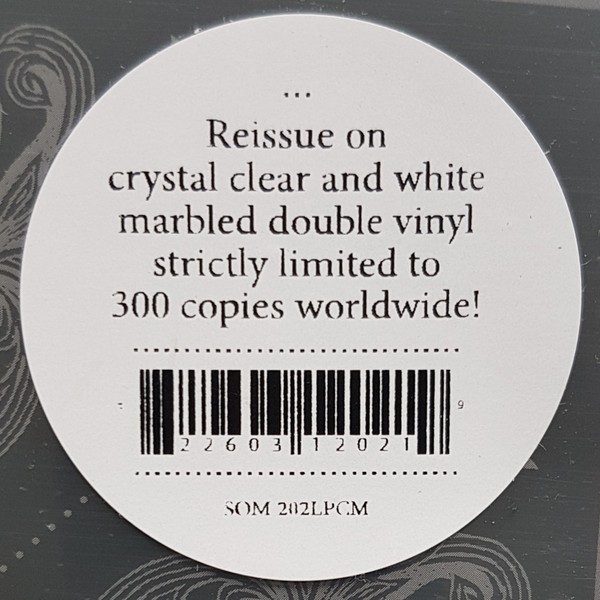 ...
Reissue on
crystal clear and white
marbled double vinyl
strictly limited to
300 copies worldwide!
22603 12021 9
SOM 202LPCM